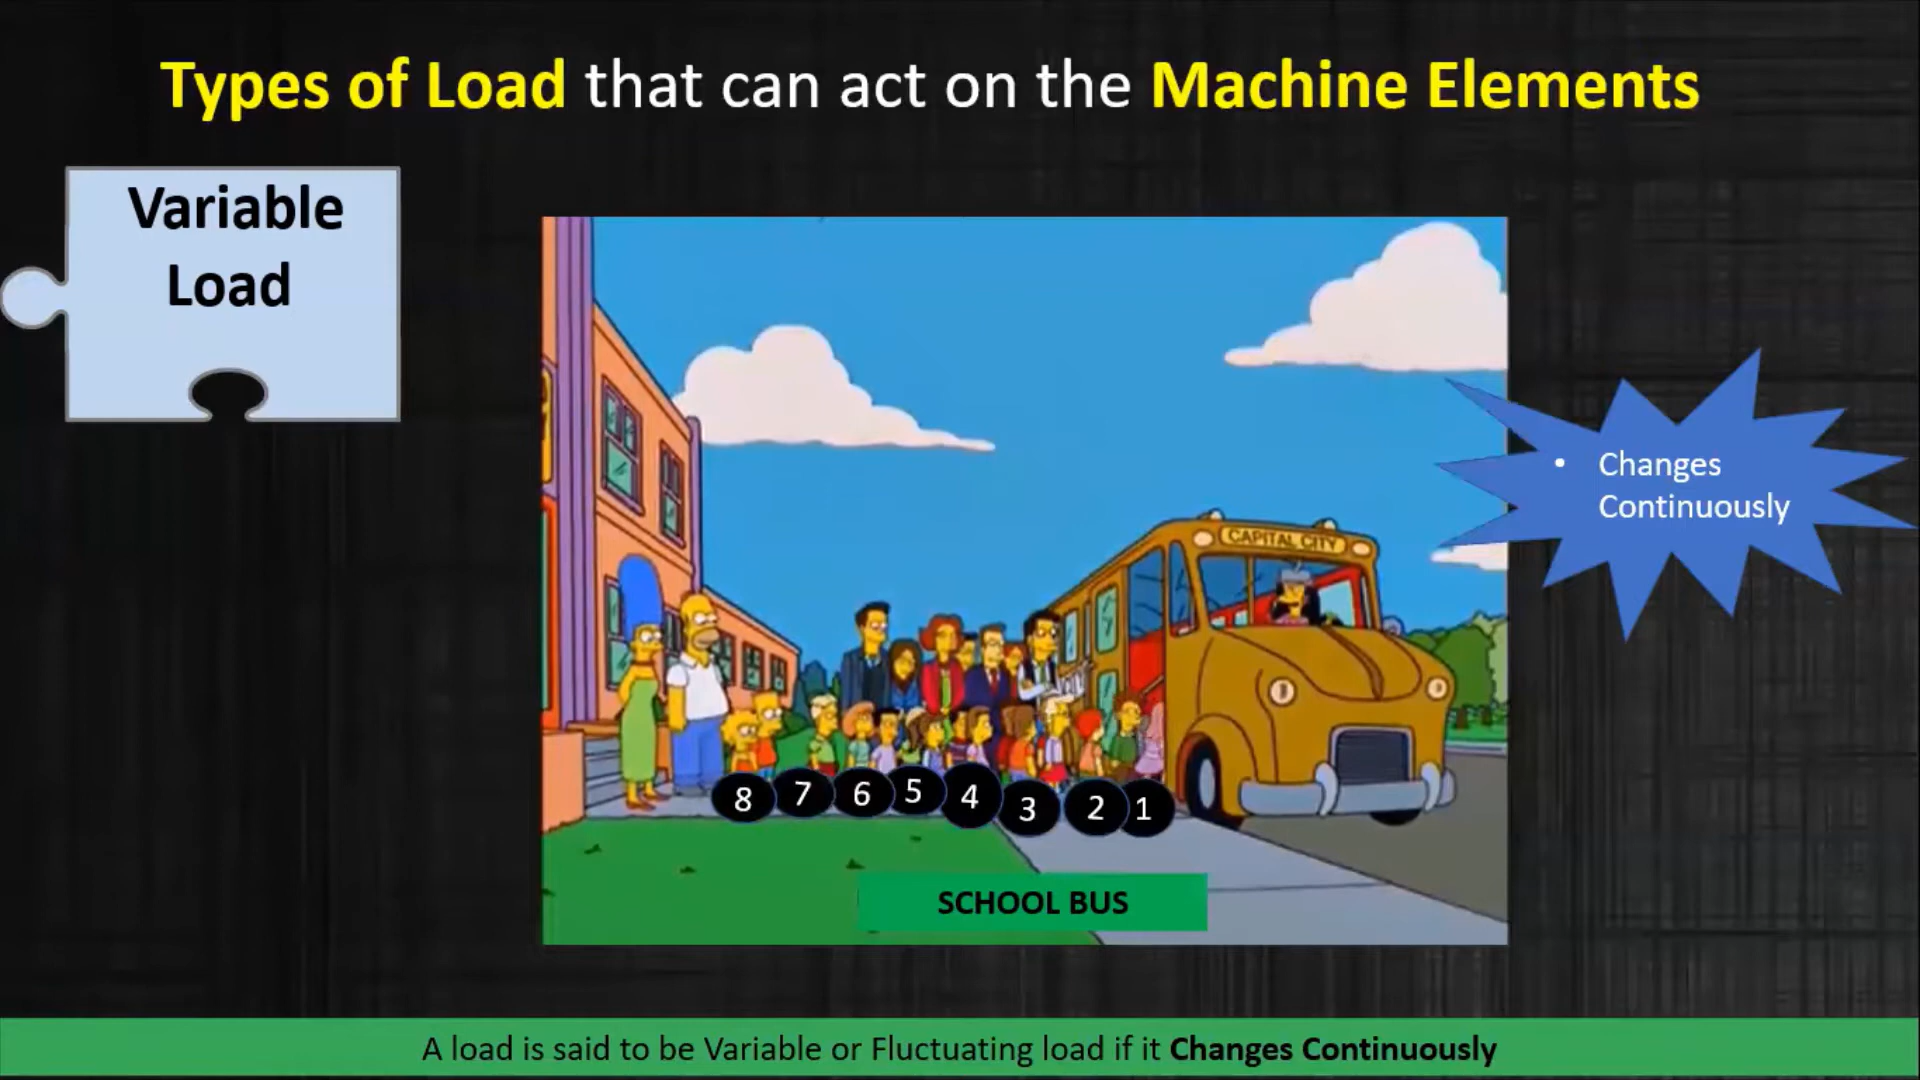 Types of Load that can act on the Machine Elements
Variable
Load
• Changes
Continuously
CAPITAL CITY
8 7 6 5 4 3 2 1
SCHOOL BUS
A load is said to be Variable or Fluctuating load if it Changes Continuously